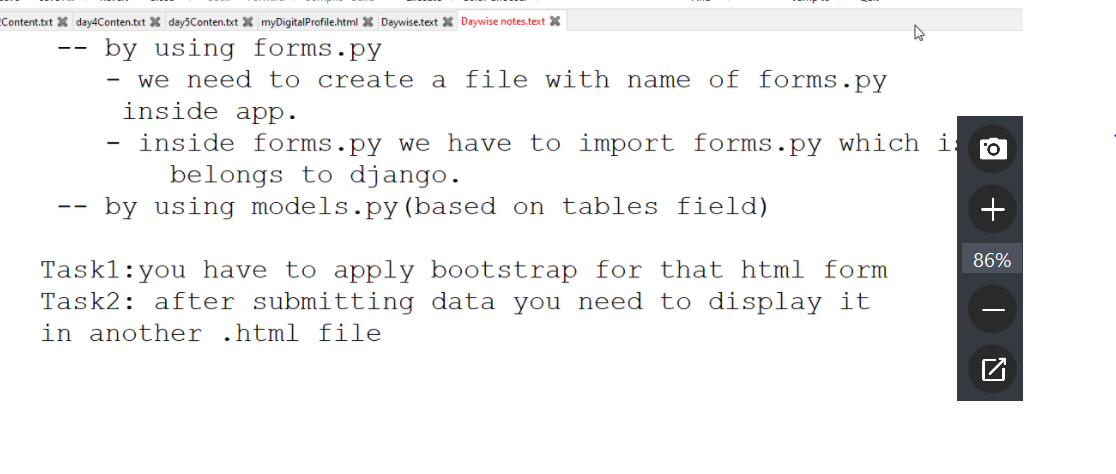 Content.txt day4Conten.txt day5Conten.txt myDigitalProfile.html Daywise.text Daywise notes.text
-- by using forms.py
- we need to create a file with name of forms.py
inside app.
- inside forms.py we have to import forms.py which is
belongs to django.
-- by using models.py(based on tables field)
Task1:you have to apply bootstrap for that html form
Task2: after submitting data you need to display it
in another .html file
86%